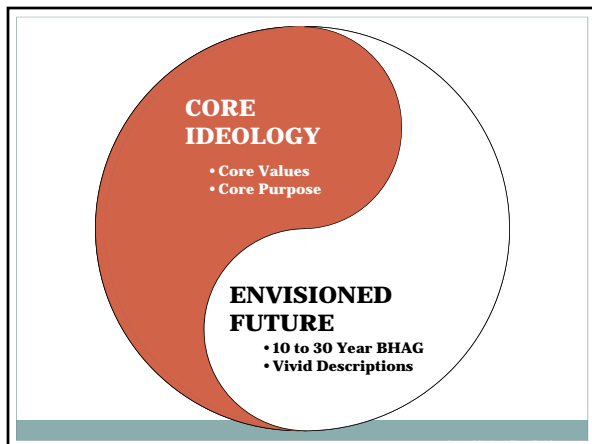 CORE
IDEOLOGY
• Core Values
• Core Purpose
ENVISIONED
FUTURE
• 10 to 30 Year BHAG
• Vivid Descriptions